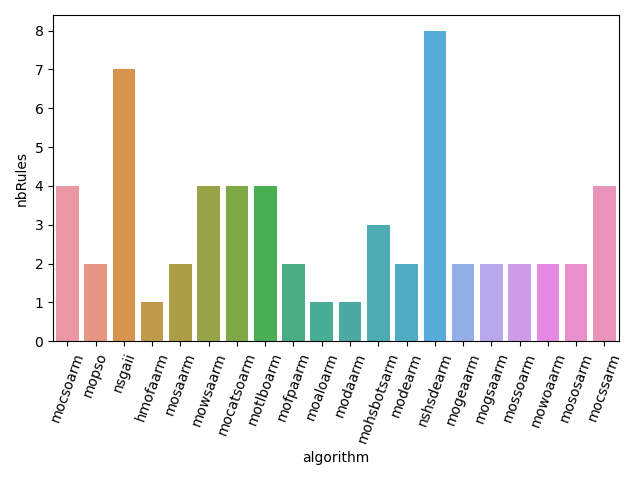 nbRules
8
7
6
5
4
3
2
1
0
mocsoarm
mopso
nsgaii
hmofaarm
mosaarm
mowsaarm
mocatsoarm
motlboarm
mofpaarm
moaloarm
modaarm
mohsbotsarm
modearm
nshsdearm
mogeaarm
mogsaarm
mossoarm
mowoaarm
mososarm
mocssarm
algorithm